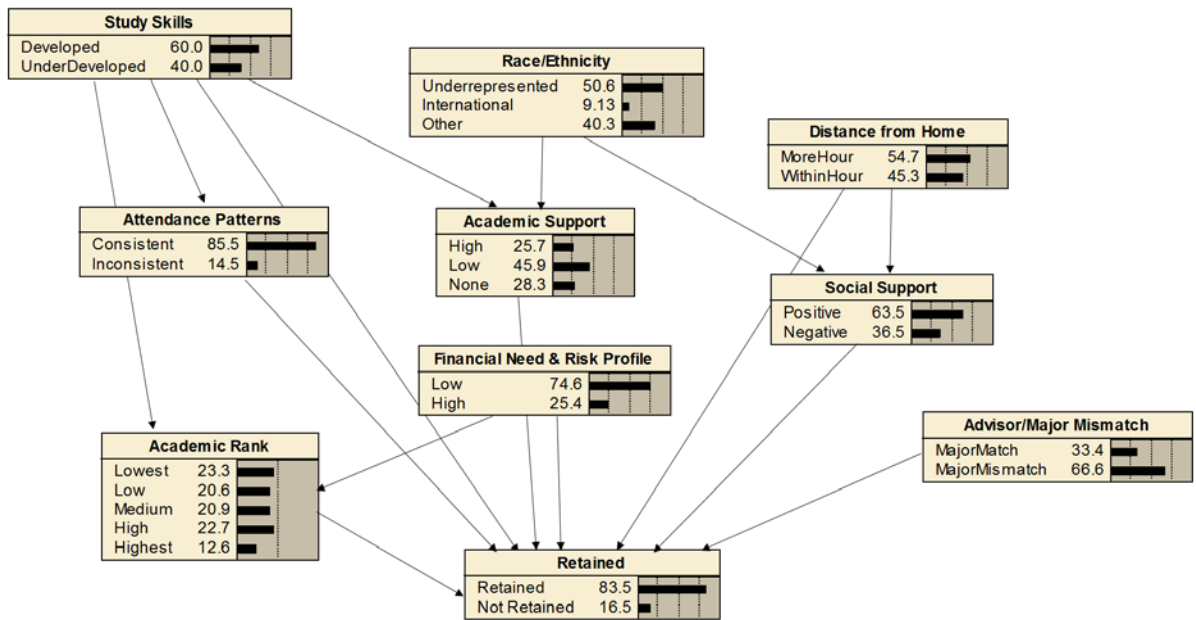 Study Skills
Developed 60.0
UnderDeveloped 40.0
Race/Ethnicity
Underrepresented 50.6
International 9.13
Other 40.3
Distance from Home
MoreHour 54.7
WithinHour 45.3
Attendance Patterns
Consistent 85.5
Inconsistent 14.5
Academic Support
High 25.7
Low 45.9
None 28.3
Social Support
Positive 63.5
Negative 36.5
Financial Need & Risk Profile
Low 74.6
High 25.4
Advisor/Major Mismatch
MajorMatch 33.4
MajorMismatch 66.6
Academic Rank
Lowest 23.3
Low 20.6
Medium 20.9
High 22.7
Highest 12.6
Retained
Retained 83.5
Not Retained 16.5